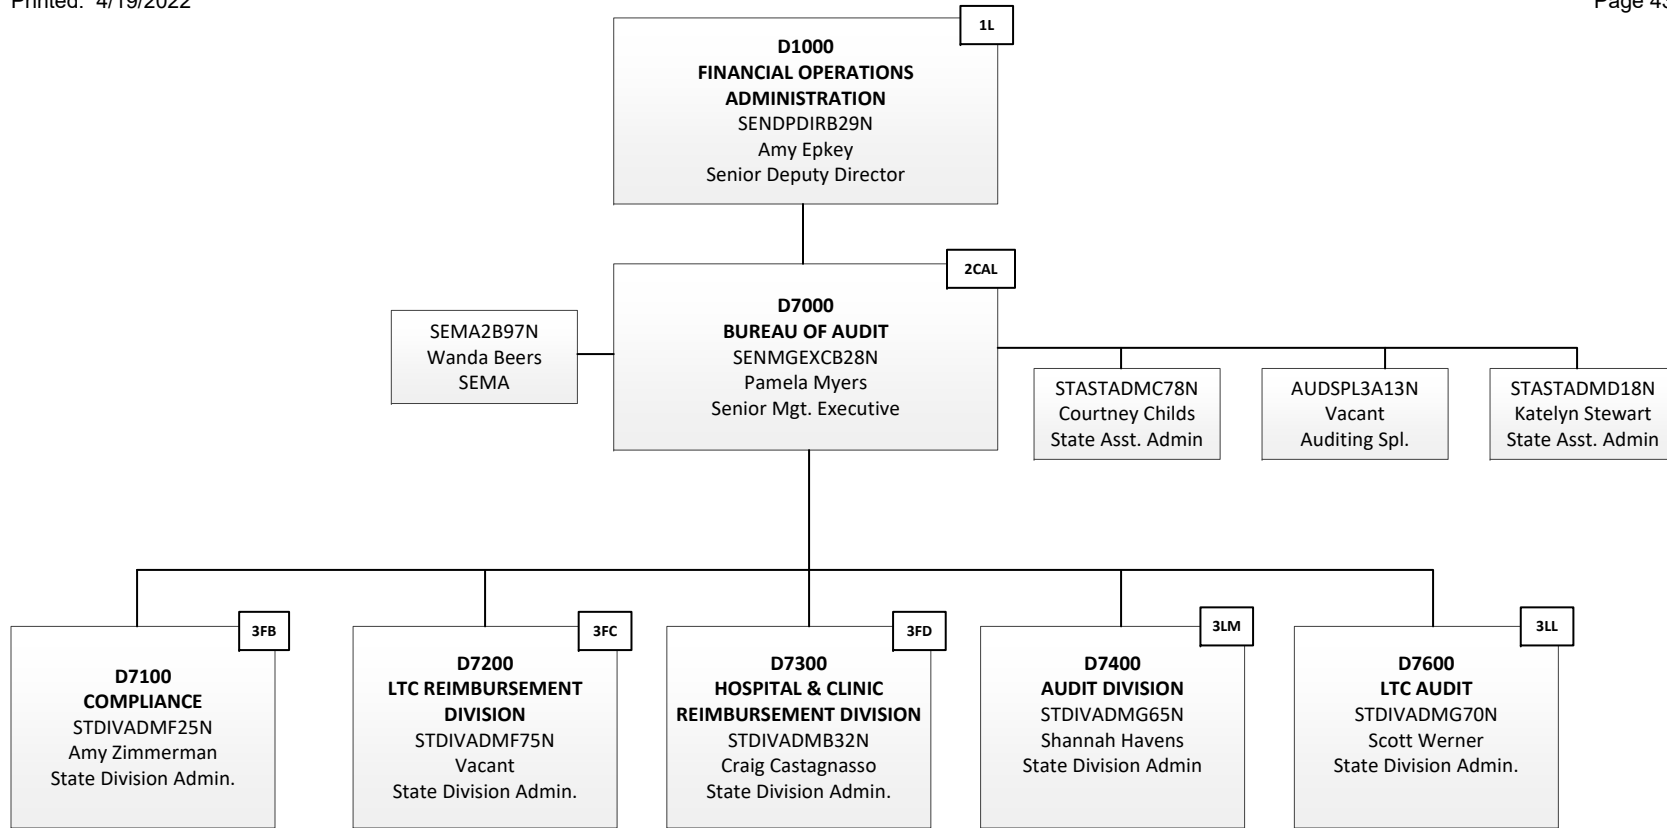 Printed: 4/19/2022
Page 43
1L
D1000
FINANCIAL OPERATIONS
ADMINISTRATION
SENDPDIRB29N
Amy Epkey
Senior Deputy Director
2CAL
D7000
BUREAU OF AUDIT
SENMGEXCB28N
Pamela Myers
Senior Mgt. Executive
SEMA2B97N
Wanda Beers
SEMA
STASTADMC78N
Courtney Childs
State Asst. Admin
AUDSPL3A13N
Vacant
Auditing Spl.
STASTADMD18N
Katelyn Stewart
State Asst. Admin
3FB
D7100
COMPLIANCE
STDIVADMF25N
Amy Zimmerman
State Division Admin.
3FC
D7200
LTC REIMBURSEMENT
DIVISION
STDIVADMF75N
Vacant
State Division Admin.
3FD
D7300
HOSPITAL & CLINIC
REIMBURSEMENT DIVISION
STDIVADMB32N
Craig Castagnasso
State Division Admin.
3LM
D7400
AUDIT DIVISION
STDIVADMG65N
Shannah Havens
State Division Admin
3LL
D7600
LTC AUDIT
STDIVADMG70N
Scott Werner
State Division Admin.